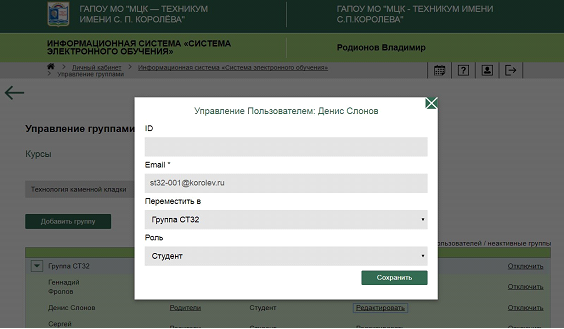 ГАПОУ МО "МЦК — ТЕХНИКУМ
ИМЕНИ С. П. КОРОЛЁВА"
ГАПОУ МО "МЦК - ТЕХНИКУМ ИМЕНИ
С.П.КОРОЛЕВА"
ИНФОРМАЦИОННАЯ СИСТЕМА «СИСТЕМА
ЭЛЕКТРОННОГО ОБУЧЕНИЯ»
Родионов Владимир
> Личный кабинет > Информационная система «Система электронного обучения»
> Управление группами
Управление группами
Курсы
Технология каменной кладки
Добавить группу
Управление Пользователем: Денис Слонов
ID
Email *
st32-001@korolev.ru
Переместить в
Группа СТ32
Роль
Студент
Сохранить
ользователей / неактивные группы
Группа СТ32 Отключить
Геннадий
Фролов Отключить
Денис Слонов Родители Студент Редактировать Отключить
Сергей